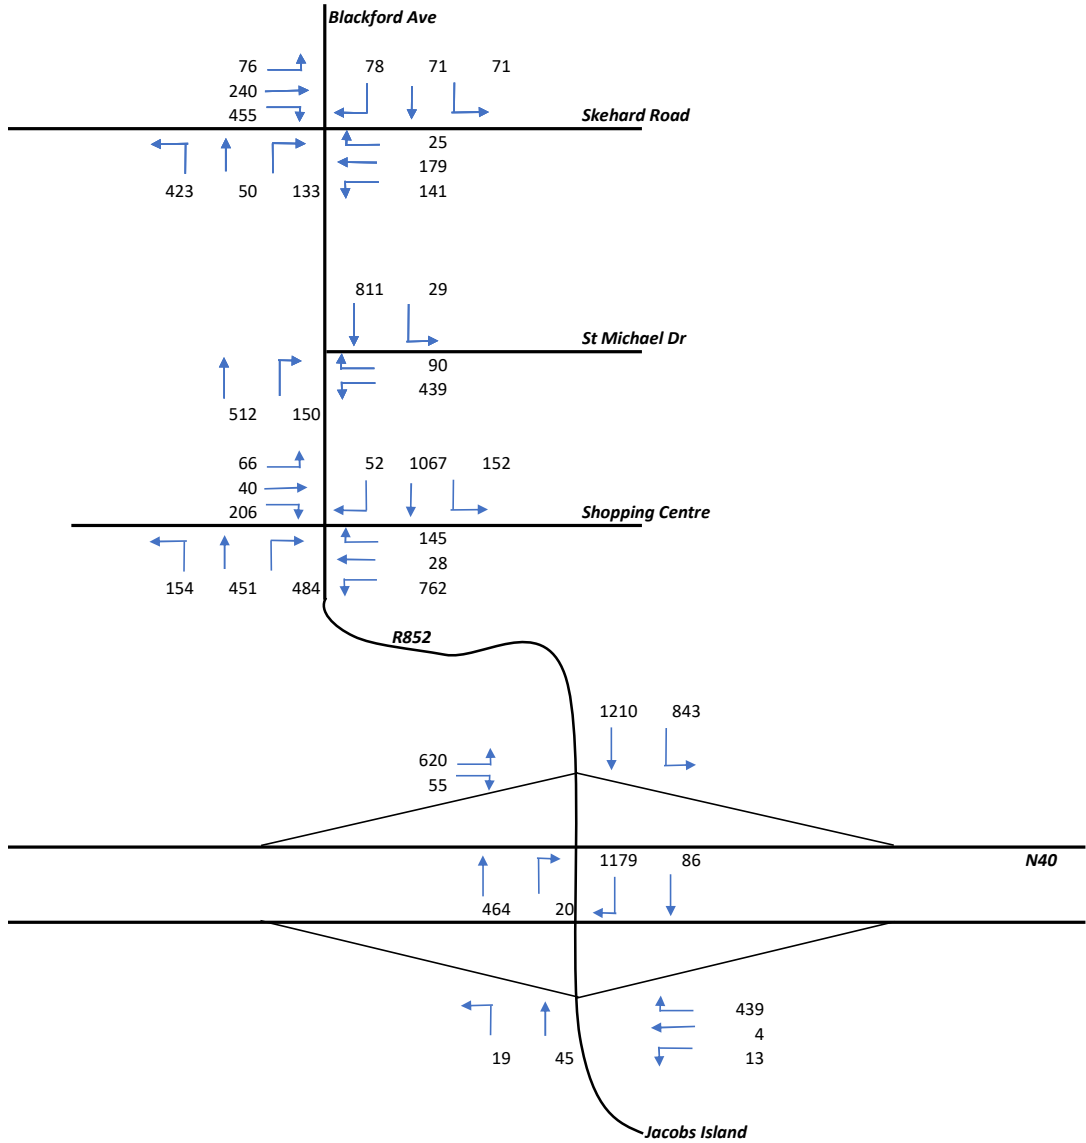 Blackford Ave
76 78 71 71
240
455 Skehard Road
25
179
423 50 133 141
811 29
St Michael Dr
90
439
512 150
66 52 1067 152
40
206 Shopping Centre
145
28
154 451 484 762
R852
1210 843
620
55
1179 86 N40
464 20
439
4
19 45 13
Jacobs Island